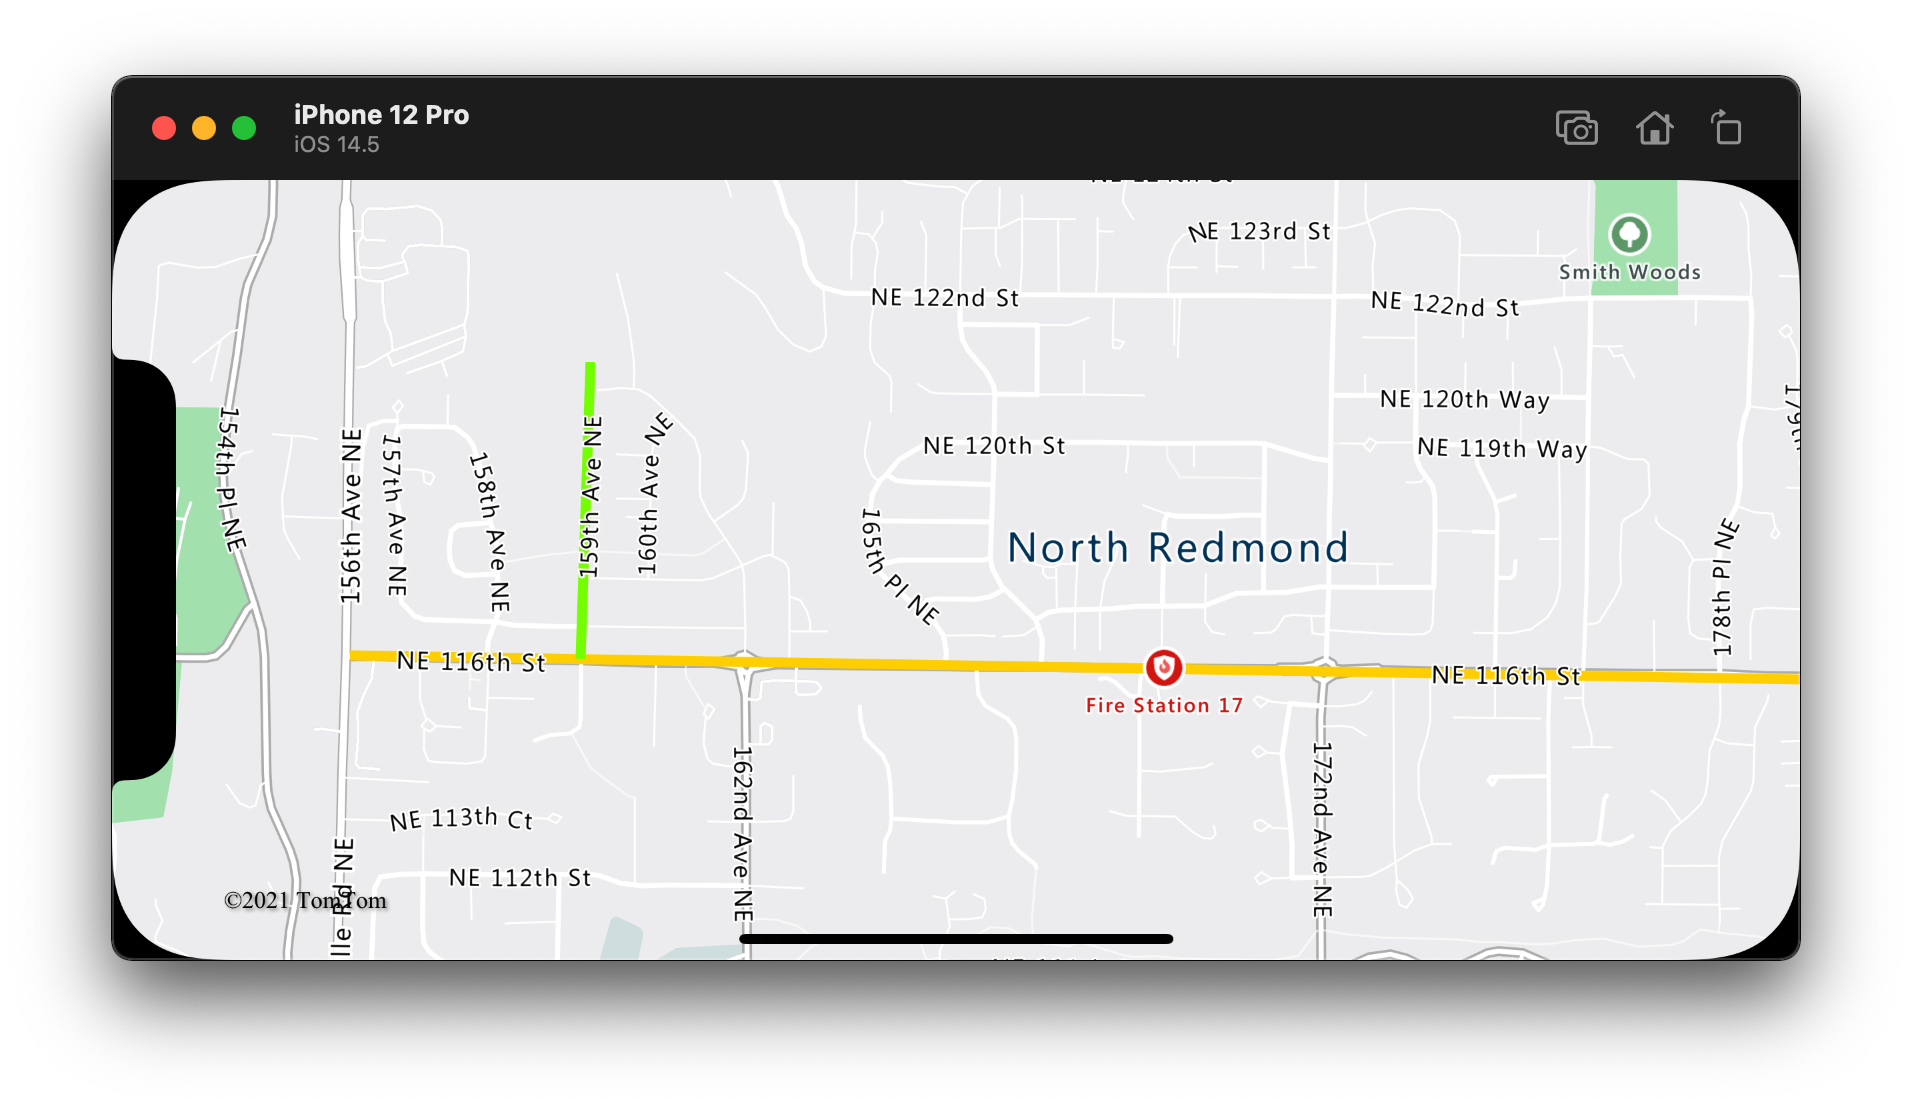 iPhone 12 Pro
iOS 14.5
NE 123rd St
Smith Woods
NE 122nd St
NE 122nd St
NE 120th Way
154th Pl NE
156th Ave NE
157th Ave NE
158th Ave NE
159th Ave NE
160th Ave NE
NE 120th St
NE 119th Way
179th
165th Pl NE
North Redmond
178th Pl NE
NE 116th St
Fire Station 17
NE 116th St
162nd Ave NE
172nd Ave NE
NE 113th Ct
NE 112th St
lle Rd NE
©2021 TomTom